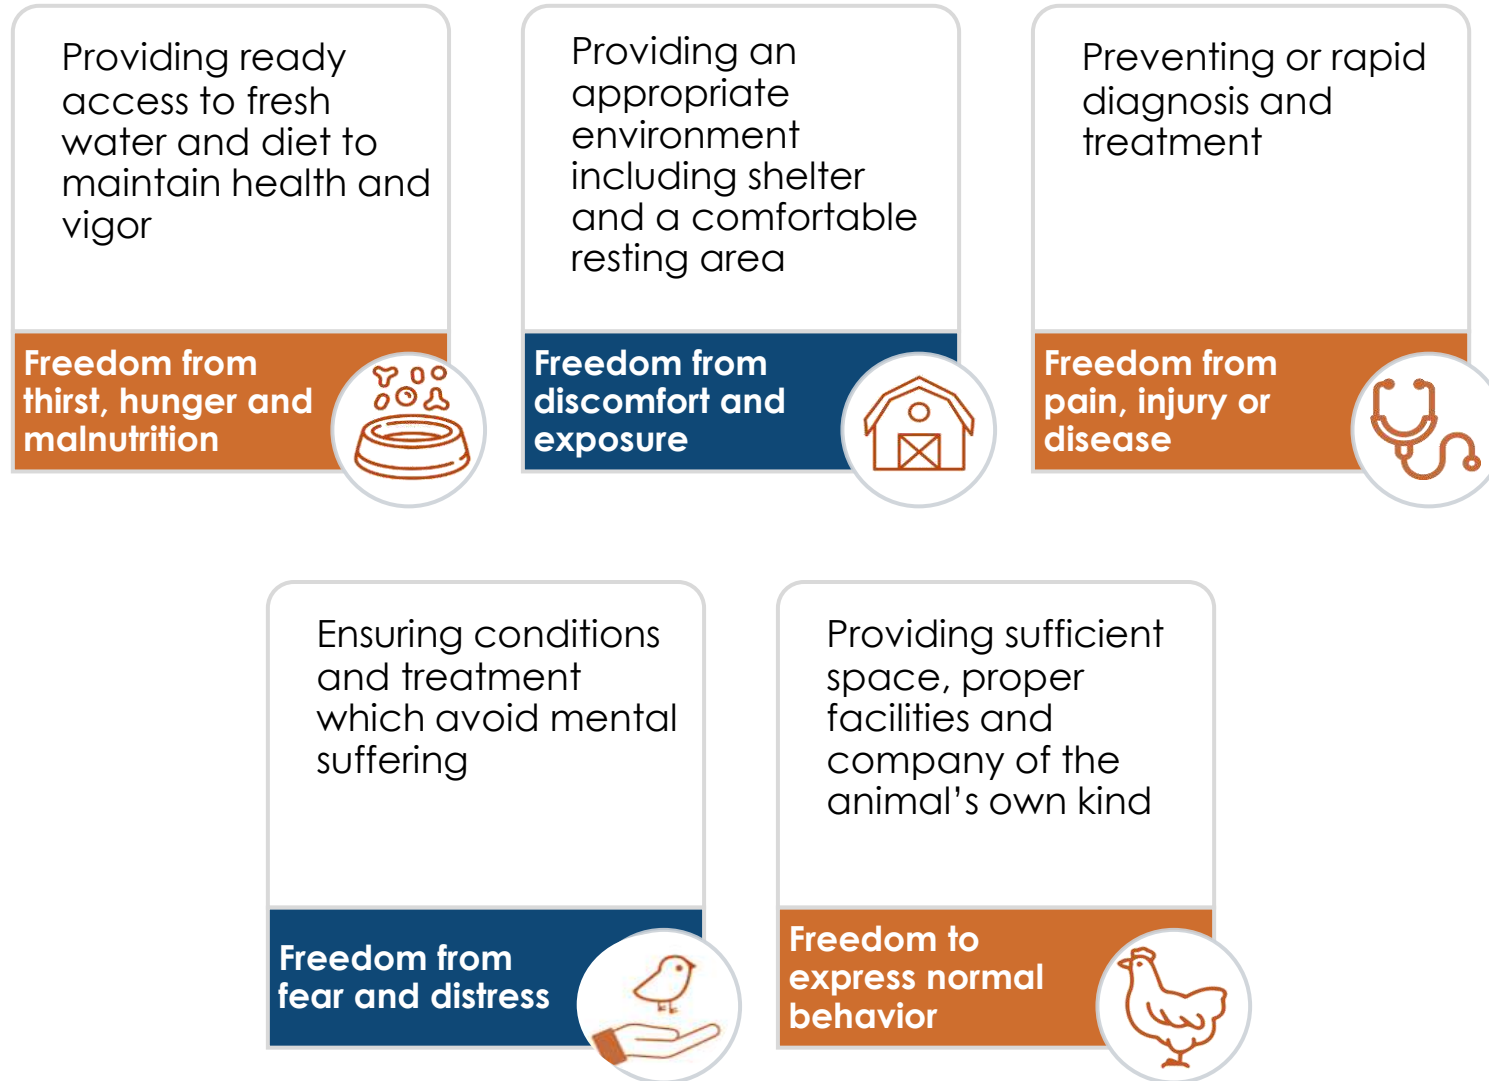 Providing ready
access to fresh
water and diet to
maintain health and
vigor
Freedom from
thirst, hunger and
malnutrition
Providing an
appropriate
environment
including shelter
and a comfortable
resting area
Freedom from
discomfort and
exposure
Preventing or rapid
diagnosis and
treatment
Freedom from
pain, injury or
disease
Ensuring conditions
and treatment
which avoid mental
suffering
Freedom from
fear and distress
Providing sufficient
space, proper
facilities and
company of the
animal’s own kind
Freedom to
express normal
behavior